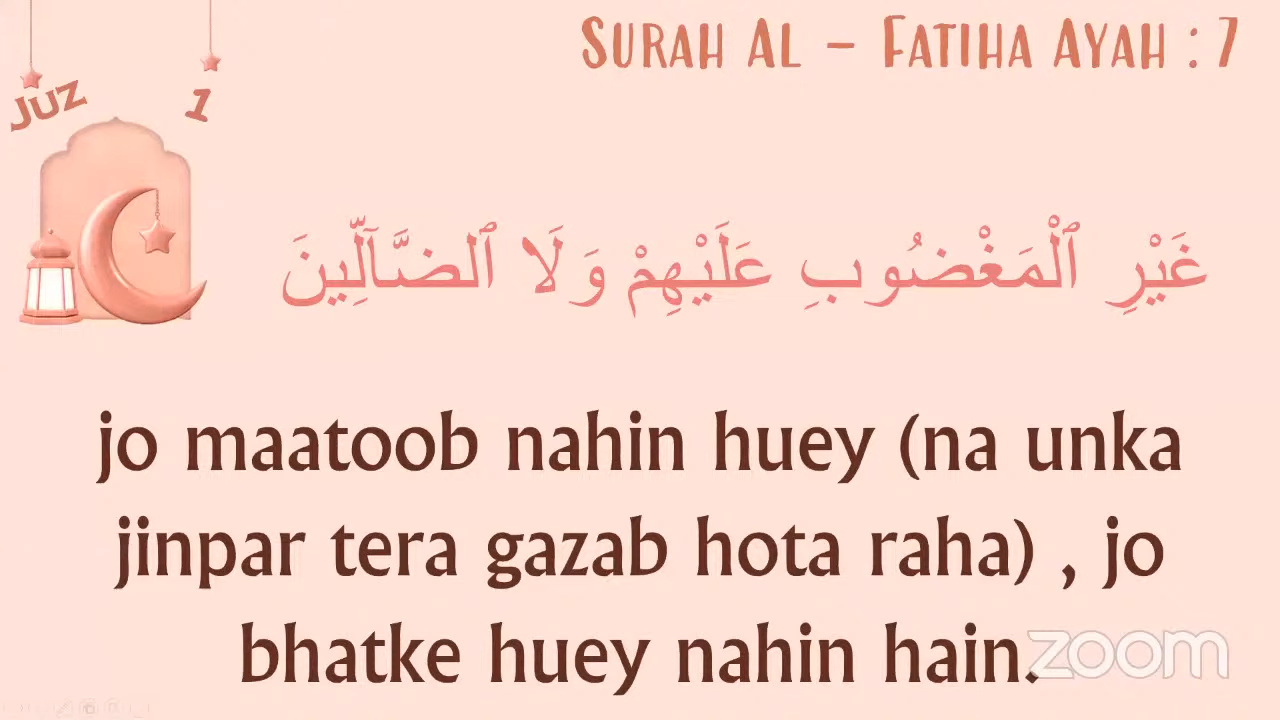 SURAH AL - FATIHA AYAH : 7
JUZ 1
غَيْرِ ٱلْمَغْضُوبِ عَلَيْهِمْ وَلَا ٱلضَّآلِّينَ
jo maatoob nahin huey (na unka
jinpar tera gazab hota raha) , jo
bhatke huey nahin hain.
zoom